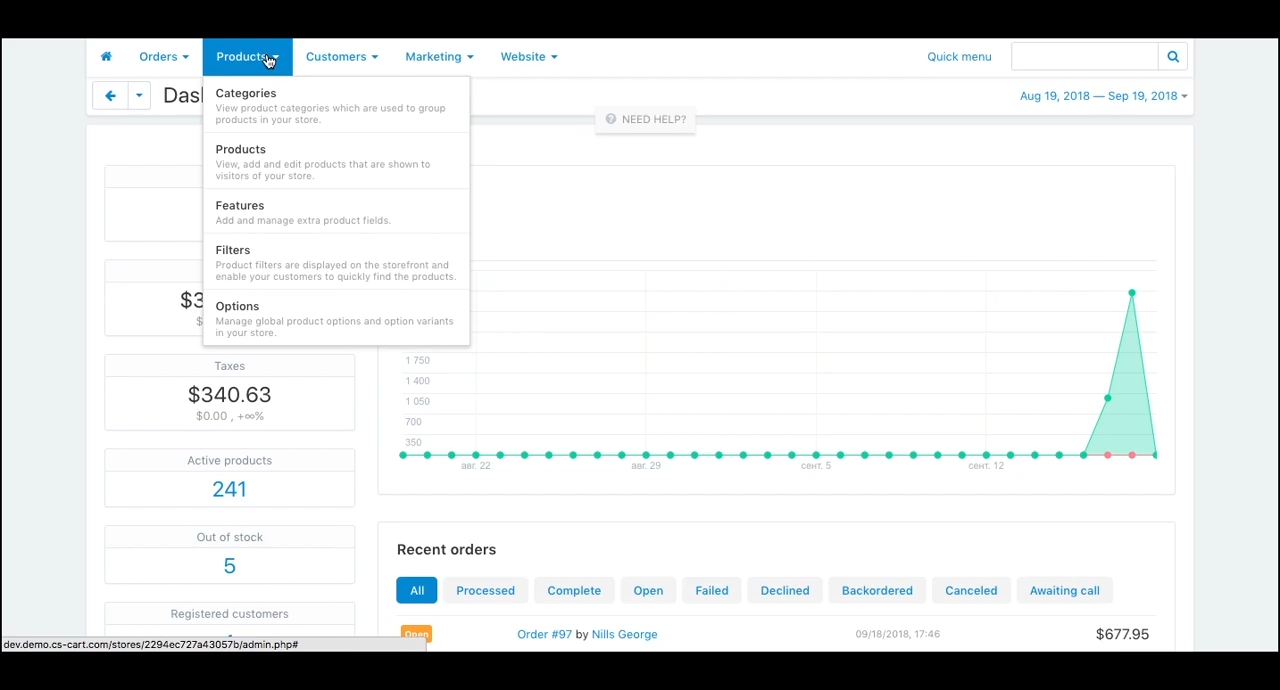 Orders Products Customers Marketing Website Quick menu
Aug 19, 2018 — Sep 19, 2018
NEED HELP?
Categories
View product categories which are used to group
products in your store.
Products
View, add and edit products that are shown to
visitors of your store.
Features
Add and manage extra product fields.
Filters
Product filters are displayed on the storefront and
enable your customers to quickly find the products.
Options
Manage global product options and option variants
in your store.
Taxes
$340.63
$0.00 , +∞%
Active products
241
Out of stock
5
Registered customers
1 750
1 400
1 050
700
350
авг. 22 авг. 29 сент. 5 сент. 12
Recent orders
All Processed Complete Open Failed Declined Backordered Canceled Awaiting call
Open Order #97 by Nills George 09/18/2018, 17:46 $677.95
dev.demo.cs-cart.com/stores/2294ec727a43057b/admin.php#